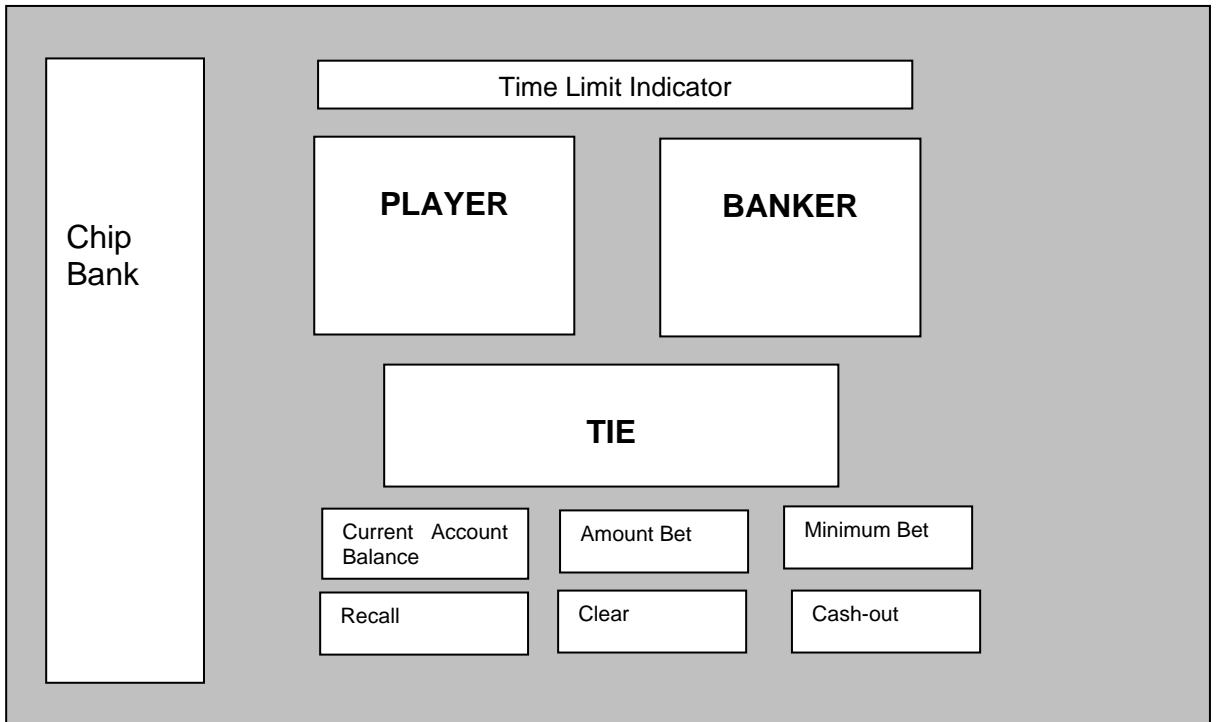 Time Limit Indicator
PLAYER
BANKER
Chip
Bank
TIE
Current Account
Balance
Amount Bet
Minimum Bet
Recall
Clear
Cash-out